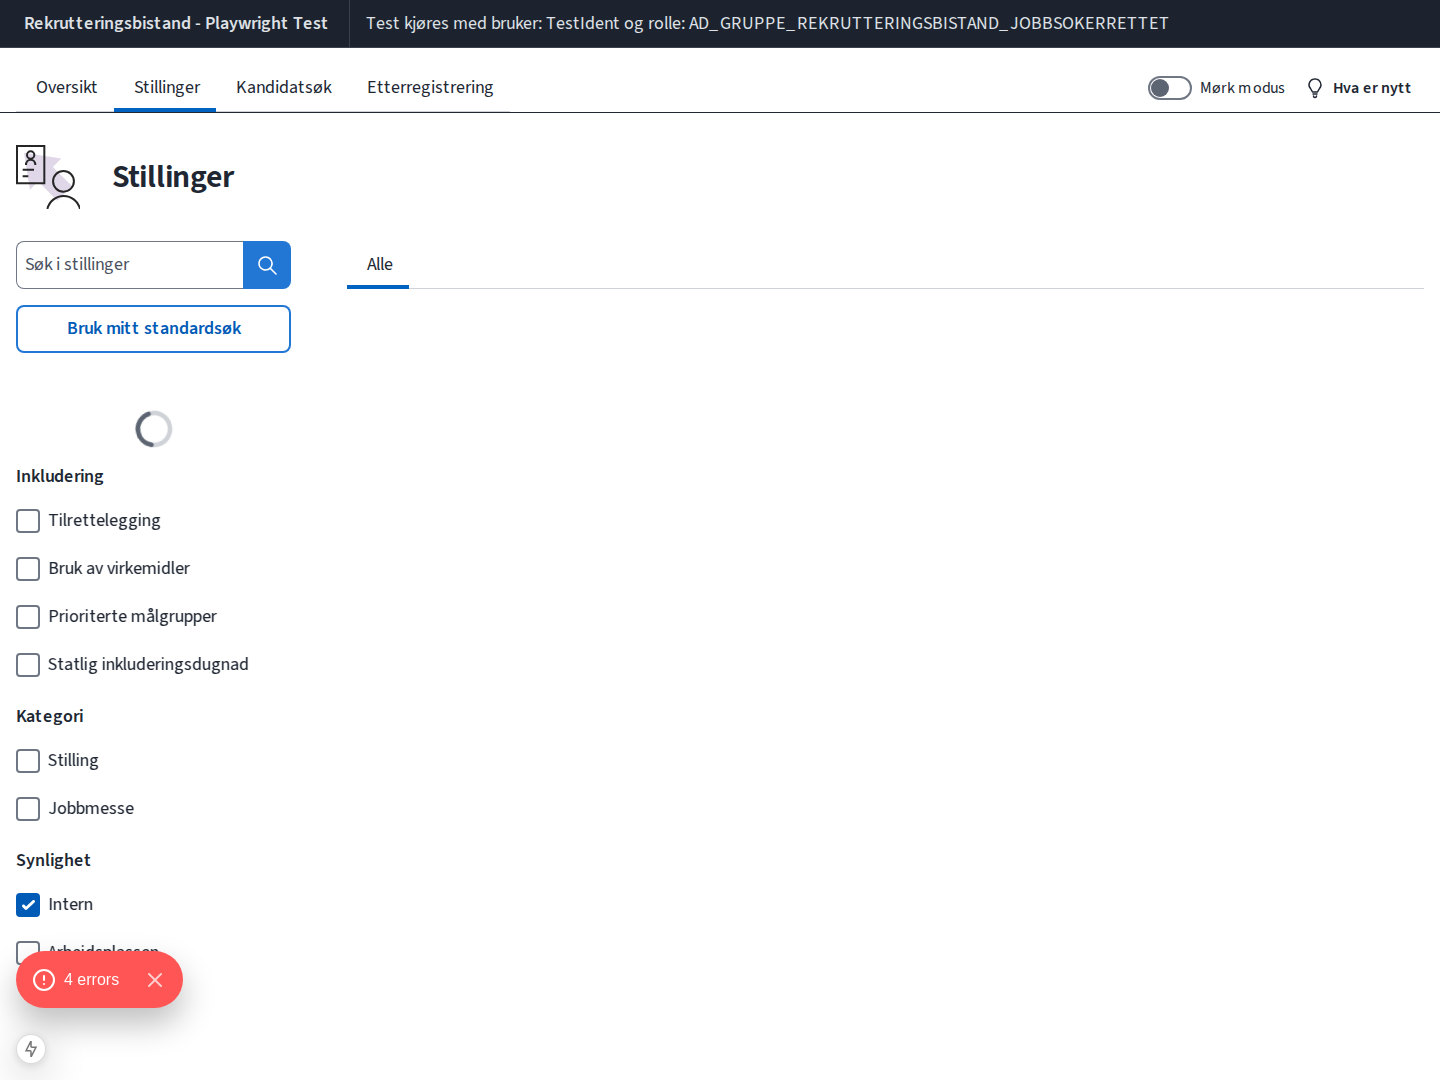 Rekrutteringsbistand - Playwright Test
Test kjøres med bruker: TestIdent og rolle: AD_GRUPPE_REKRUTTERINGSBISTAND_JOBBSOKERRETTET
Oversikt
Stillinger
Kandidatsøk
Etterregistrering
Mørk modus
Hva er nytt
Stillinger
Søk i stillinger
Alle
Bruk mitt standardsøk
Inkludering
Tilrettelegging
Bruk av virkemidler
Prioriterte målgrupper
Statlig inkluderingsdugnad
Kategori
Stilling
Jobbmesse
Synlighet
Intern
Arbeidsplassen
4 errors